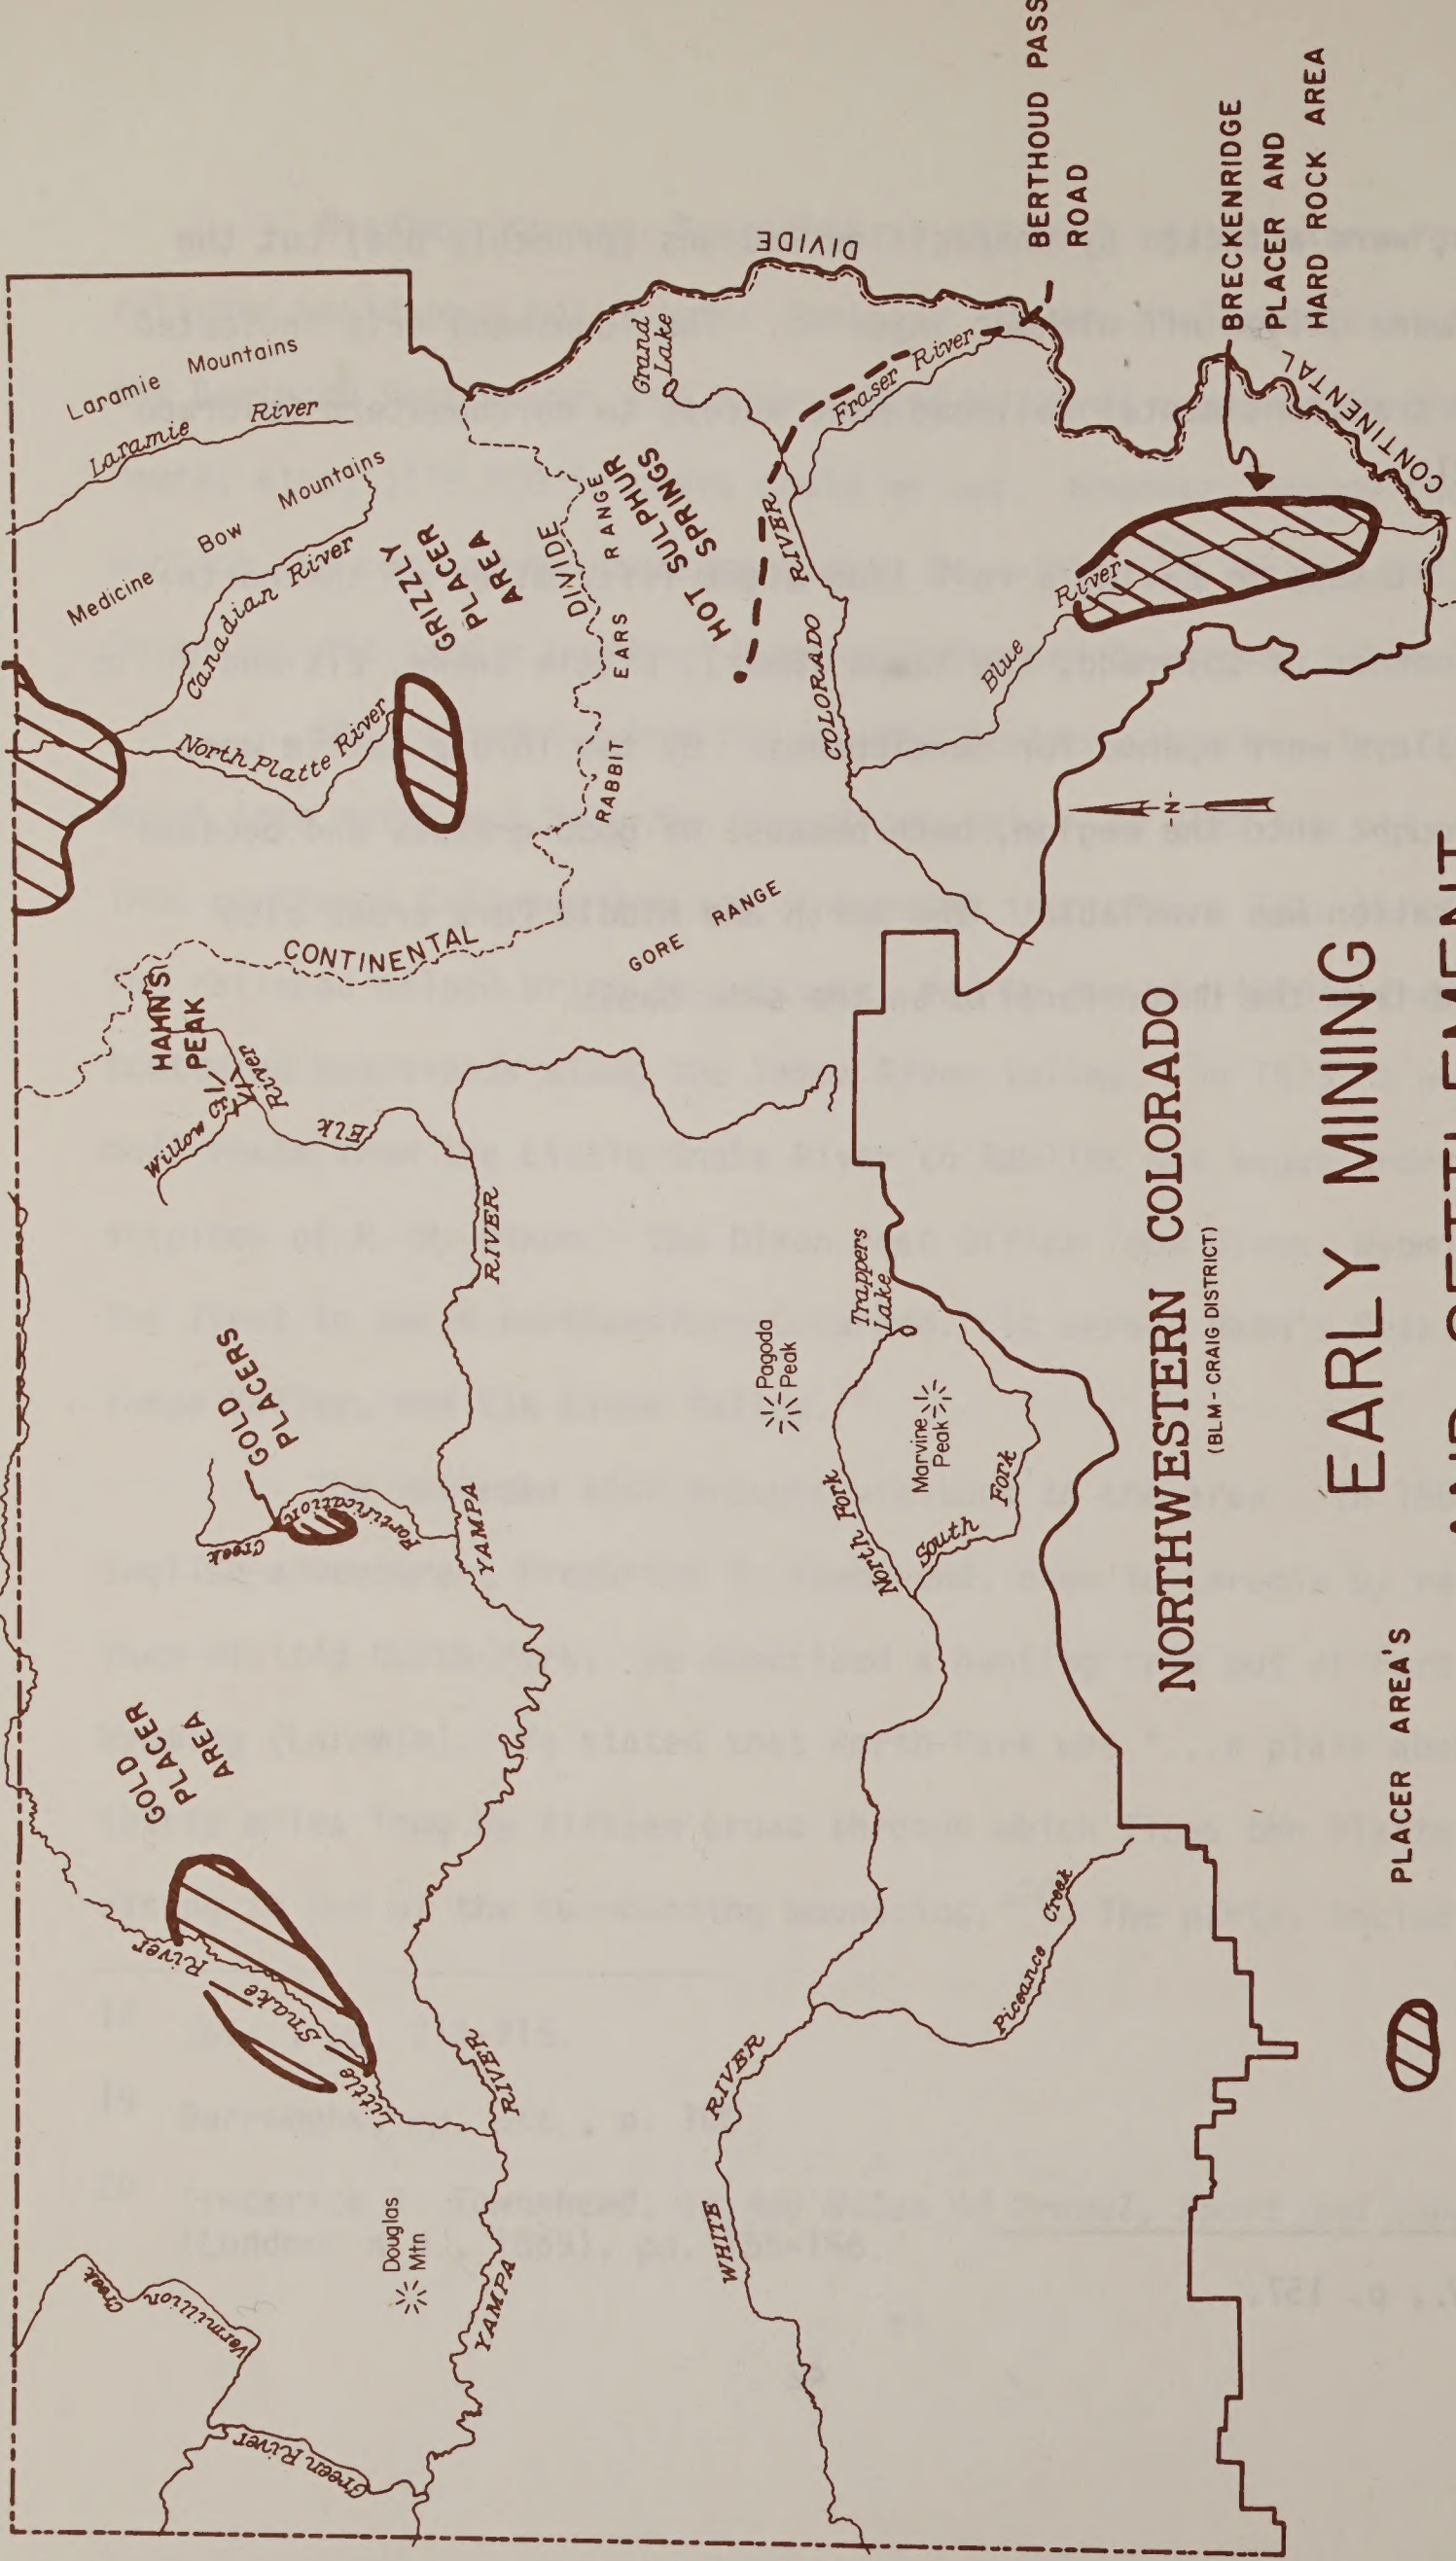 Laramie Mountains
Laramie River
Medicine Bow Mountains
Canadian River
North Platte River
GRIZZLY
PLACER
AREA
DIVIDE
RABBIT EARS RANGE
CONTINENTAL
HAHN'S
PEAK
Willow Cr
Elk River
GORE RANGE
HOT SULPHUR
SPRINGS
Grand
Lake
DIVIDE
Fraser River
BERTHOUD PASS
ROAD
COLORADO RIVER
Blue River
BRECKENRIDGE
PLACER AND
HARD ROCK AREA
CONTINENTAL
-N-
GOLD
PLACERS
Fortification Creek
YAMPA RIVER
GOLD
PLACER
AREA
Little Snake River
Douglas
Mtn
YAMPA RIVER
Vermillion Creek
Green River
Pagoda
Peak
Trappers
Lake
Marvine
Peak
North Fork
South Fork
WHITE RIVER
Piceance Creek
NORTHWESTERN COLORADO
(BLM - CRAIG DISTRICT)
EARLY MINING
AND SETTLEMENT
PLACER AREA'S